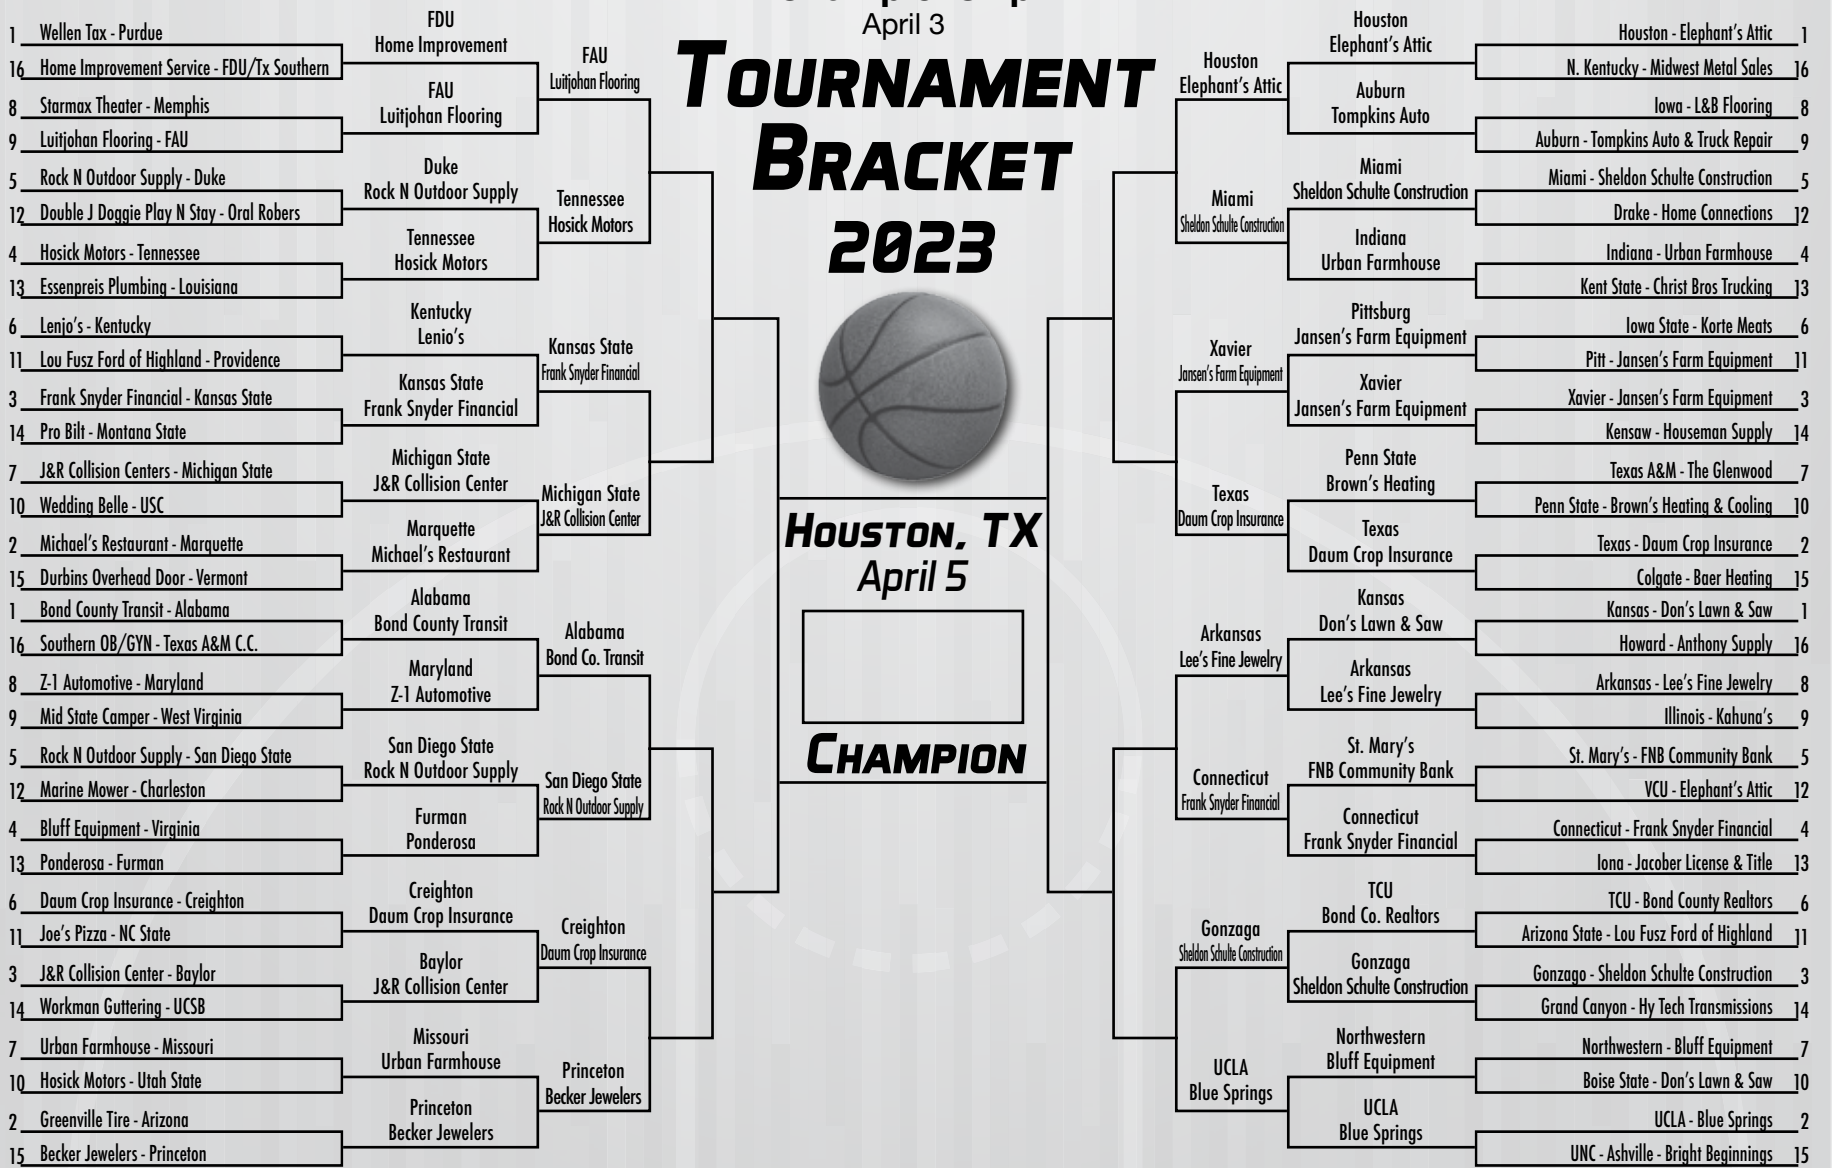 April 3
TOURNAMENT
BRACKET
2023
HOUSTON, TX
April 5
CHAMPION
1 Wellen Tax - Purdue
16 Home Improvement Service - FDU/Tx Southern
8 Starmax Theater - Memphis
9 Luitjohan Flooring - FAU
5 Rock N Outdoor Supply - Duke
12 Double J Doggie Play N Stay - Oral Robers
4 Hosick Motors - Tennessee
13 Essenpreis Plumbing - Louisiana
6 Lenjo's - Kentucky
11 Lou Fusz Ford of Highland - Providence
3 Frank Snyder Financial - Kansas State
14 Pro Bilt - Montana State
7 J&R Collision Centers - Michigan State
10 Wedding Belle - USC
2 Michael's Restaurant - Marquette
15 Durbins Overhead Door - Vermont
1 Bond County Transit - Alabama
16 Southern OB/GYN - Texas A&M C.C.
8 Z-1 Automotive - Maryland
9 Mid State Camper - West Virginia
5 Rock N Outdoor Supply - San Diego State
12 Marine Mower - Charleston
4 Bluff Equipment - Virginia
13 Ponderosa - Furman
6 Daum Crop Insurance - Creighton
11 Joe's Pizza - NC State
3 J&R Collision Center - Baylor
14 Workman Guttering - UCSB
7 Urban Farmhouse - Missouri
10 Hosick Motors - Utah State
2 Greenville Tire - Arizona
15 Becker Jewelers - Princeton
FDU
Home Improvement
FAU
Luitjohan Flooring
Duke
Rock N Outdoor Supply
Tennessee
Hosick Motors
Kentucky
Lenio's
Kansas State
Frank Snyder Financial
Michigan State
J&R Collision Center
Marquette
Michael's Restaurant
Alabama
Bond County Transit
Maryland
Z-1 Automotive
San Diego State
Rock N Outdoor Supply
Furman
Ponderosa
Creighton
Daum Crop Insurance
Baylor
J&R Collision Center
Missouri
Urban Farmhouse
Princeton
Becker Jewelers
FAU
Luitjohan Flooring
Tennessee
Hosick Motors
Kansas State
Frank Snyder Financial
Michigan State
J&R Collision Center
Alabama
Bond Co. Transit
San Diego State
Rock N Outdoor Supply
Creighton
Daum Crop Insurance
Princeton
Becker Jewelers
Houston
Elephant's Attic
Miami
Sheldon Schulte Construction
Xavier
Jansen's Farm Equipment
Texas
Daum Crop Insurance
Arkansas
Lee's Fine Jewelry
Connecticut
Frank Snyder Financial
Gonzaga
Sheldon Schulte Construction
UCLA
Blue Springs
Houston
Elephant's Attic
Auburn
Tompkins Auto
Miami
Sheldon Schulte Construction
Indiana
Urban Farmhouse
Pittsburg
Jansen's Farm Equipment
Xavier
Jansen's Farm Equipment
Penn State
Brown's Heating
Texas
Daum Crop Insurance
Kansas
Don's Lawn & Saw
Arkansas
Lee's Fine Jewelry
St. Mary's
FNB Community Bank
Connecticut
Frank Snyder Financial
TCU
Bond Co. Realtors
Gonzaga
Sheldon Schulte Construction
Northwestern
Bluff Equipment
UCLA
Blue Springs
Houston - Elephant's Attic 1
N. Kentucky - Midwest Metal Sales 16
Iowa - L&B Flooring 8
Auburn - Tompkins Auto & Truck Repair 9
Miami - Sheldon Schulte Construction 5
Drake - Home Connections 12
Indiana - Urban Farmhouse 4
Kent State - Christ Bros Trucking 13
Iowa State - Korte Meats 6
Pitt - Jansen's Farm Equipment 11
Xavier - Jansen's Farm Equipment 3
Kensaw - Houseman Supply 14
Texas A&M - The Glenwood 7
Penn State - Brown's Heating & Cooling 10
Texas - Daum Crop Insurance 2
Colgate - Baer Heating 15
Kansas - Don's Lawn & Saw 1
Howard - Anthony Supply 16
Arkansas - Lee's Fine Jewelry 8
Illinois - Kahuna's 9
St. Mary's - FNB Community Bank 5
VCU - Elephant's Attic 12
Connecticut - Frank Snyder Financial 4
Iona - Jacober License & Title 13
TCU - Bond County Realtors 6
Arizona State - Lou Fusz Ford of Highland 11
Gonzago - Sheldon Schulte Construction 3
Grand Canyon - Hy Tech Transmissions 14
Northwestern - Bluff Equipment 7
Boise State - Don's Lawn & Saw 10
UCLA - Blue Springs 2
UNC - Ashville - Bright Beginnings 15